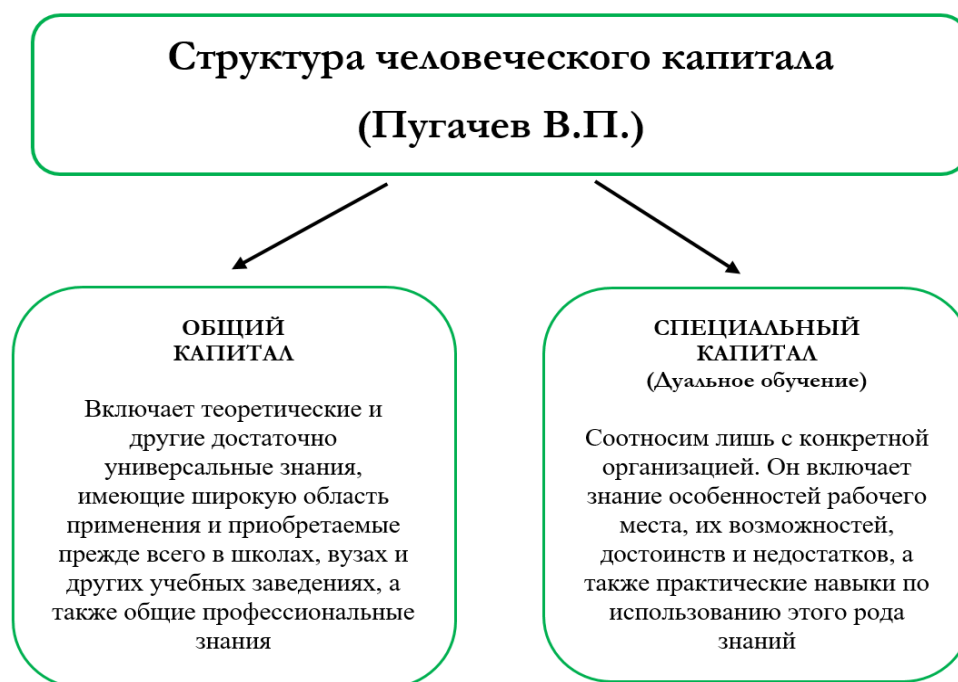 Структура человеческого капитала
(Пугачев В.П.)
ОБЩИЙ
КАПИТАЛ
Включает теоретические и
другие достаточно
универсальные знания,
имеющие широкую область
применения и приобретаемые
прежде всего в школах, вузах и
других учебных заведениях, а
также общие профессиональные
знания
СПЕЦИАЛЬНЫЙ
КАПИТАЛ
(Дуальное обучение)
Соотносим лишь с конкретной
организацией. Он включает
знание особенностей рабочего
места, их возможностей,
достоинств и недостатков, а
также практические навыки по
использованию этого рода
знаний